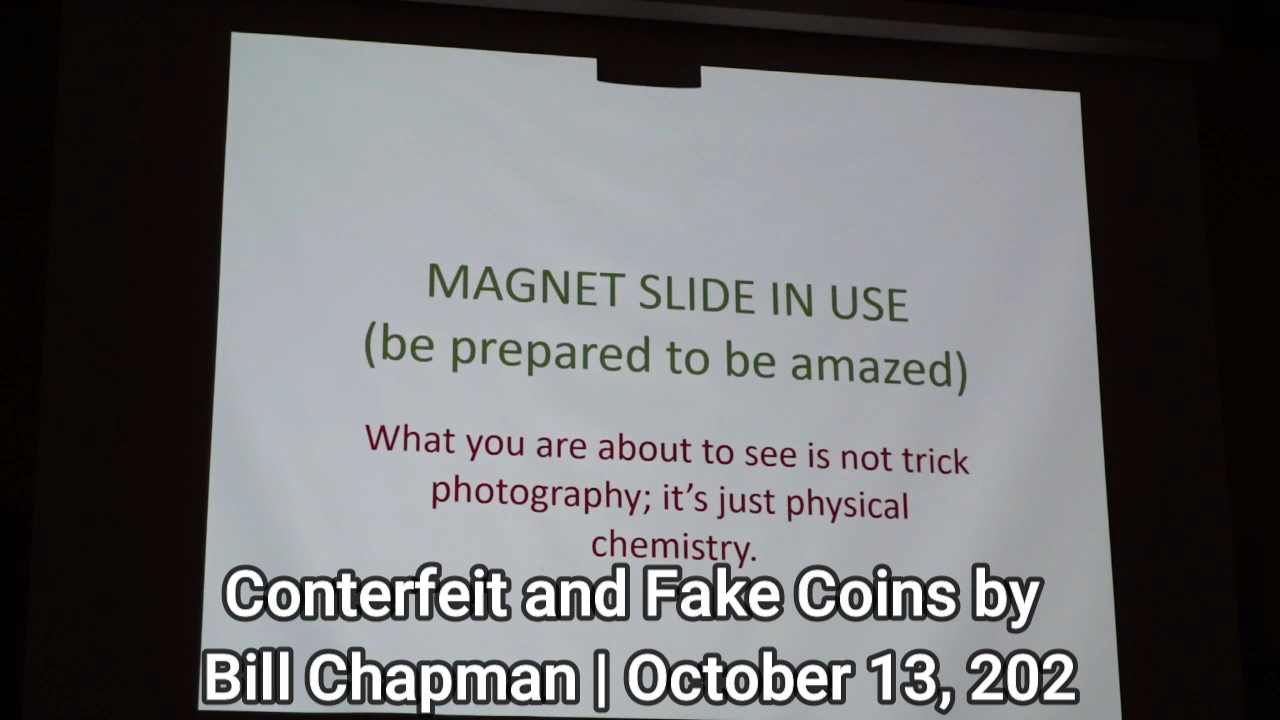 MAGNET SLIDE IN USE
(be prepared to be amazed)
What you are about to see is not trick
photography; it's just physical
chemistry.
Conterfeit and Fake Coins by
Bill Chapman | October 13, 202